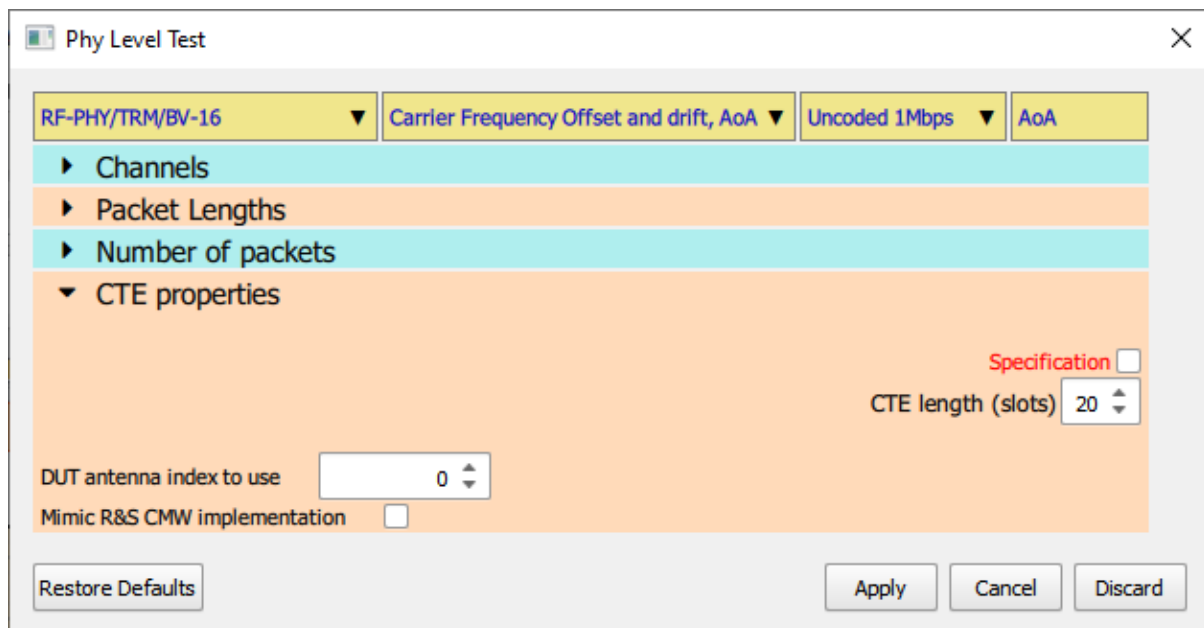 Phy Level Test
RF-PHY/TRM/BV-16 Carrier Frequency Offset and drift, AoA Uncoded 1Mbps AoA
Channels
Packet Lengths
Number of packets
CTE properties
Specification
CTE length (slots) 20
DUT antenna index to use 0
Mimic R&S CMW implementation
Restore Defaults Apply Cancel Discard